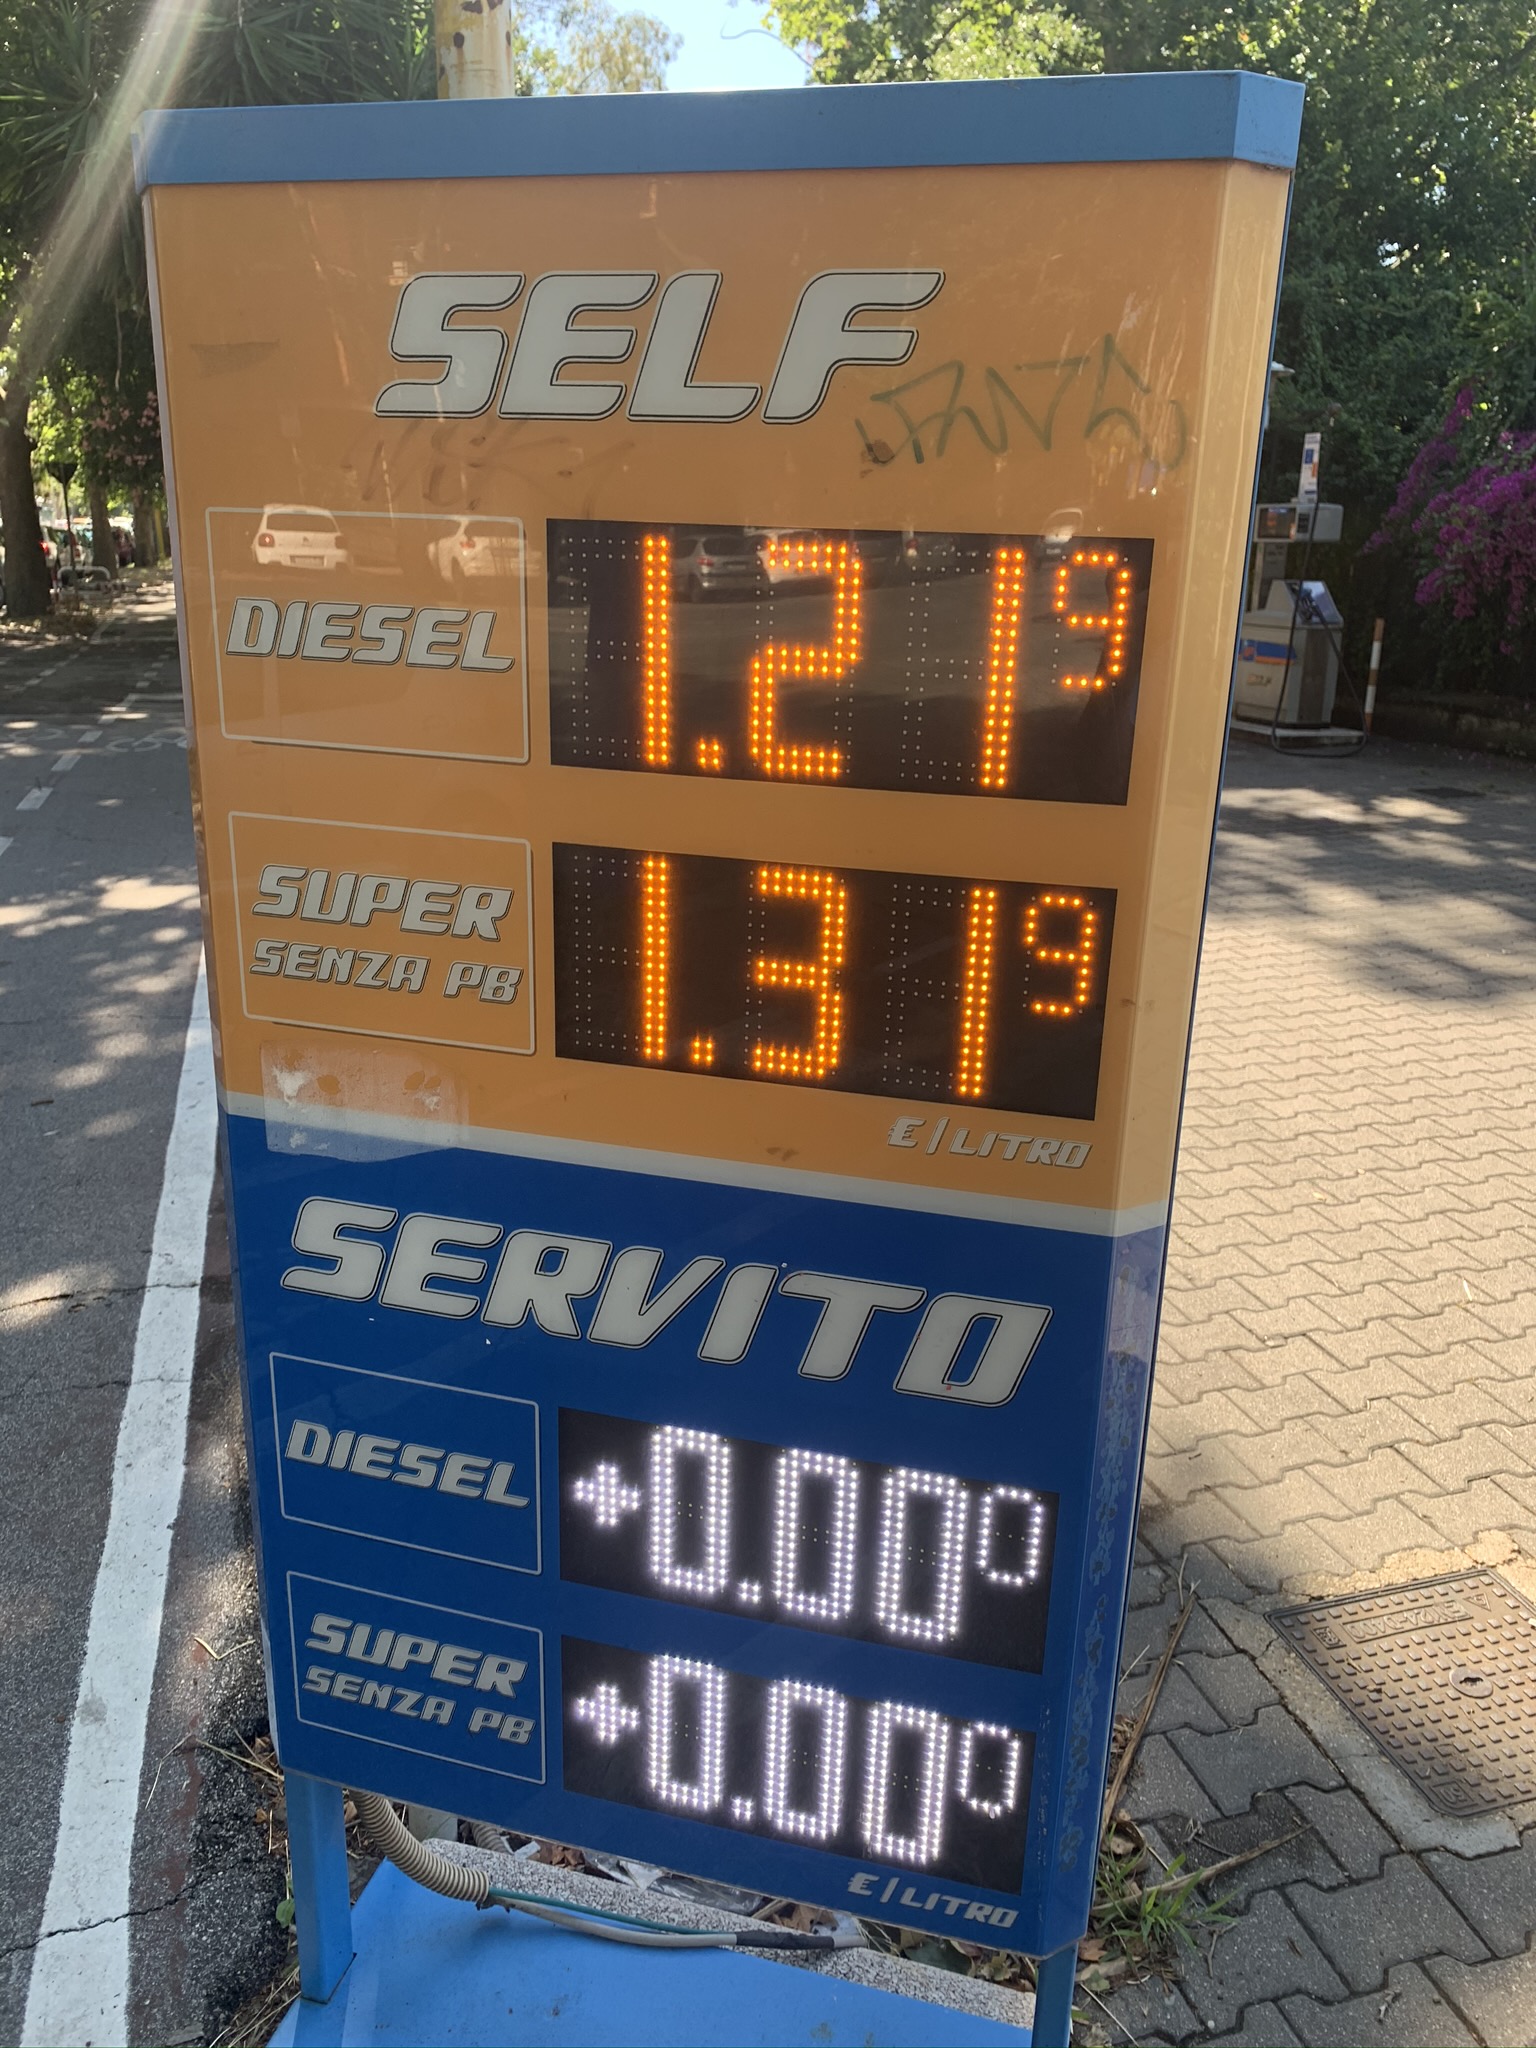 SELF
DIESEL
1.219
SUPER
SENZA PB
1.319
€/LITRO
SERVITO
DIESEL
+0.000
SUPER
SENZA PB
+0.000
€/LITRO